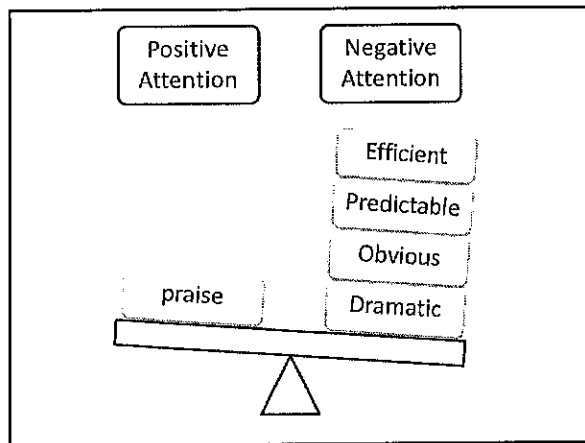 Positive
Attention
Negative
Attention
Efficient
Predictable
Obvious
praise
Dramatic